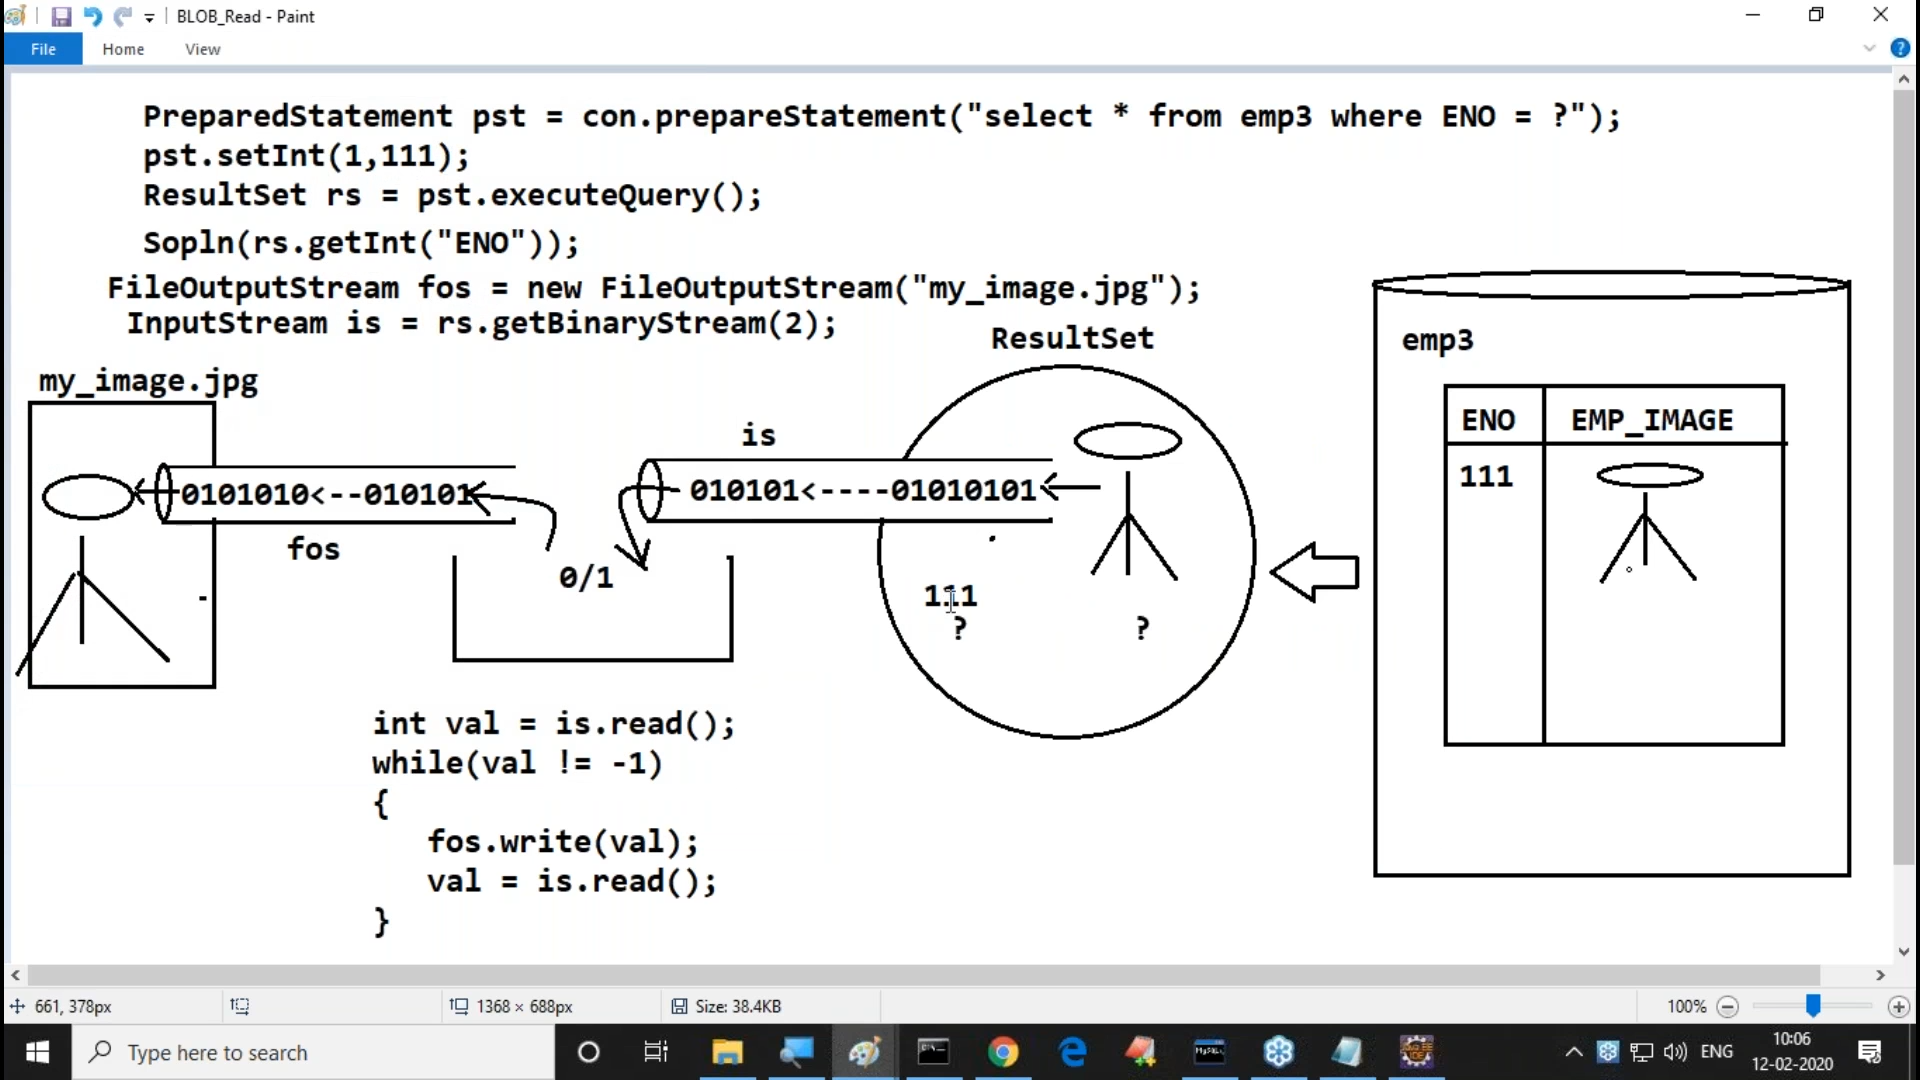 BLOB_Read - Paint
File Home View
PreparedStatement pst = con.prepareStatement("select * from emp3 where ENO = ?");
pst.setInt(1,111);
ResultSet rs = pst.executeQuery();
Sopln(rs.getInt("ENO"));
FileOutputStream fos = new FileOutputStream("my_image.jpg");
InputStream is = rs.getBinaryStream(2);
ResultSet
emp3
my_image.jpg
ENO EMP_IMAGE
is
111
0101010<--010101
010101<----01010101
fos
0/1
111
? ?
int val = is.read();
while(val != -1)
{
fos.write(val);
val = is.read();
}
661, 378px 1368 × 688px Size: 38.4KB 100%
Type here to search
ENG
10:06
12-02-2020